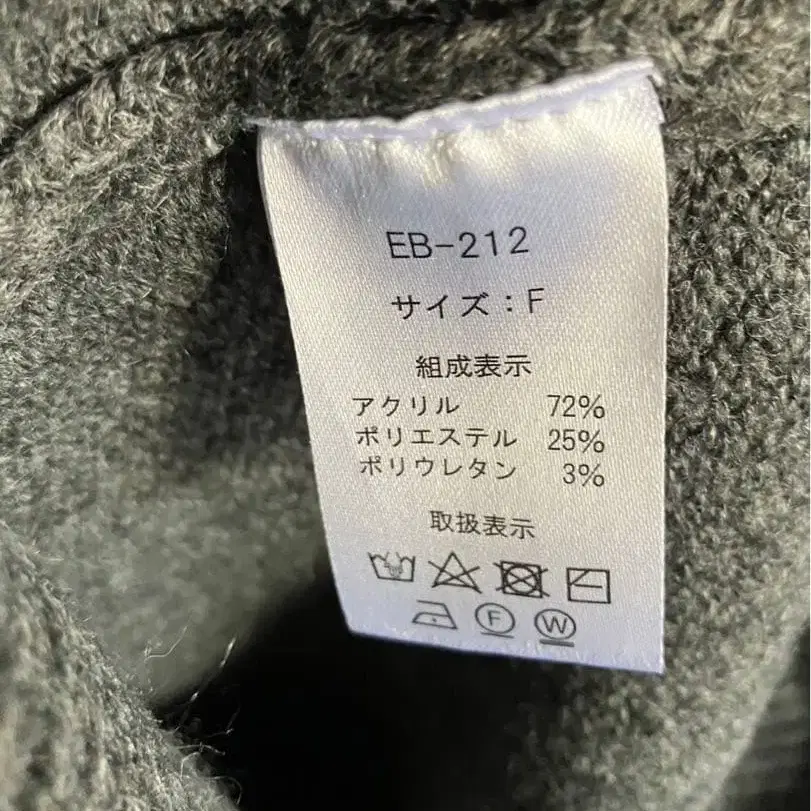 EB-212
サイズ：F
組成表示
アクリル 72%
ポリエステル 25%
ポリウレタン 3%
取扱表示
F W